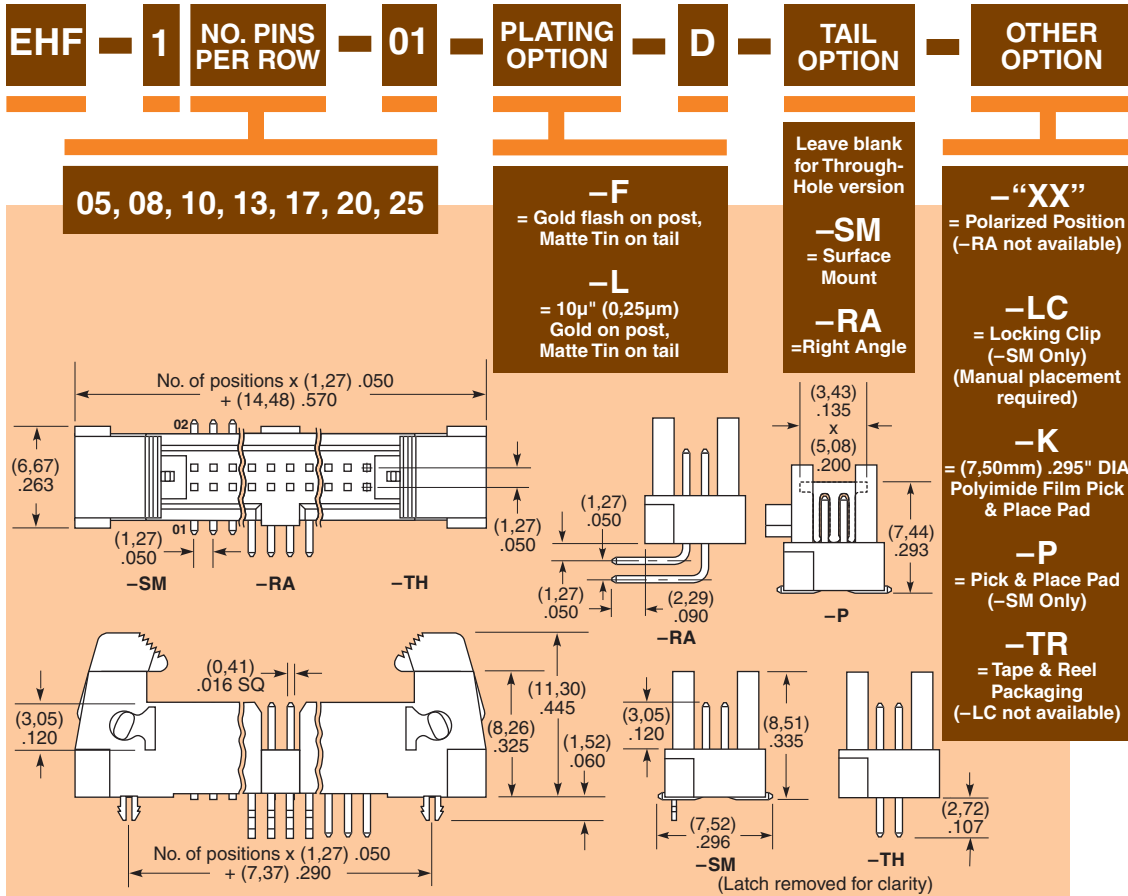 EHF – 1 NO. PINS PER ROW – 01 – PLATING OPTION – D – TAIL OPTION – OTHER OPTION
05, 08, 10, 13, 17, 20, 25
–F
= Gold flash on post,
Matte Tin on tail
–L
= 10µ" (0,25µm)
Gold on post,
Matte Tin on tail
Leave blank
for Through-
Hole version
–SM
= Surface
Mount
–RA
=Right Angle
–“XX”
= Polarized Position
(–RA not available)
–LC
= Locking Clip
(–SM Only)
(Manual placement
required)
–K
= (7,50mm) .295" DIA
Polyimide Film Pick
& Place Pad
–P
= Pick & Place Pad
(–SM Only)
–TR
= Tape & Reel
Packaging
(–LC not available)
No. of positions x (1,27) .050
+ (14,48) .570
02
(6,67)
.263
01
(1,27)
.050
(1,27)
.050
–SM
–RA
–TH
(1,27)
.050
(1,27)
.050
(2,29)
.090
–RA
(3,43)
.135
x
(5,08)
.200
(7,44)
.293
–P
(0,41)
.016 SQ
(3,05)
.120
(8,26)
.325
(11,30)
.445
(1,52)
.060
No. of positions x (1,27) .050
+ (7,37) .290
(3,05)
.120
(8,51)
.335
(7,52)
.296
–SM
(2,72)
.107
–TH
(Latch removed for clarity)